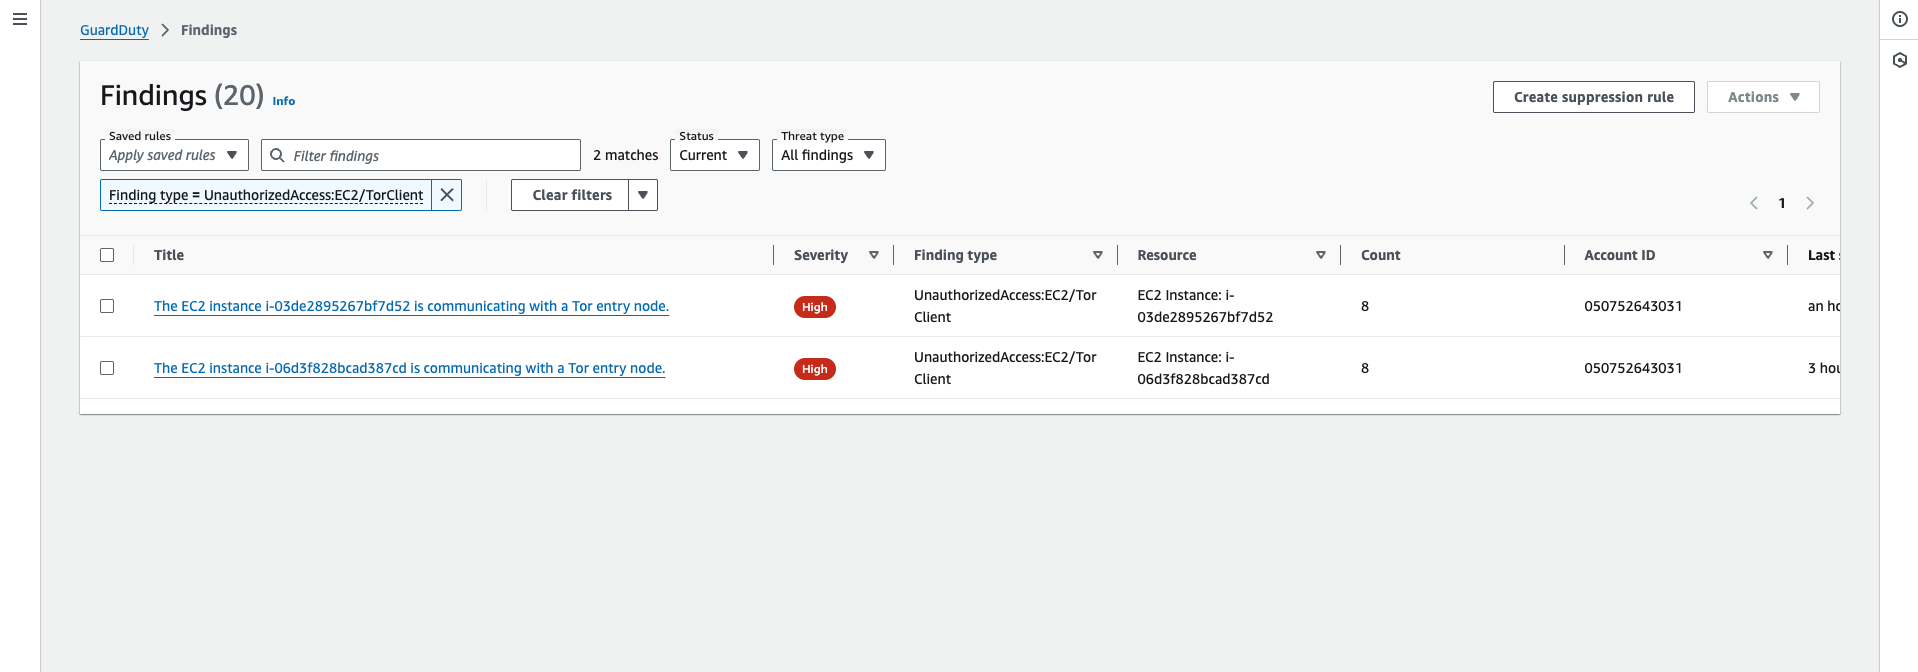 GuardDuty > Findings
Findings (20) Info
Create suppression rule
Actions
Saved rules
Apply saved rules
Filter findings
2 matches
Status
Current
Threat type
All findings
Finding type = UnauthorizedAccess:EC2/TorClient
Clear filters
1
Title Severity Finding type Resource Count Account ID Last
The EC2 instance i-03de2895267bf7d52 is communicating with a Tor entry node.
High
UnauthorizedAccess:EC2/Tor
Client
EC2 Instance: i-
03de2895267bf7d52
8
050752643031
an
The EC2 instance i-06d3f828bcad387cd is communicating with a Tor entry node.
High
UnauthorizedAccess:EC2/Tor
Client
EC2 Instance: i-
06d3f828bcad387cd
8
050752643031
3